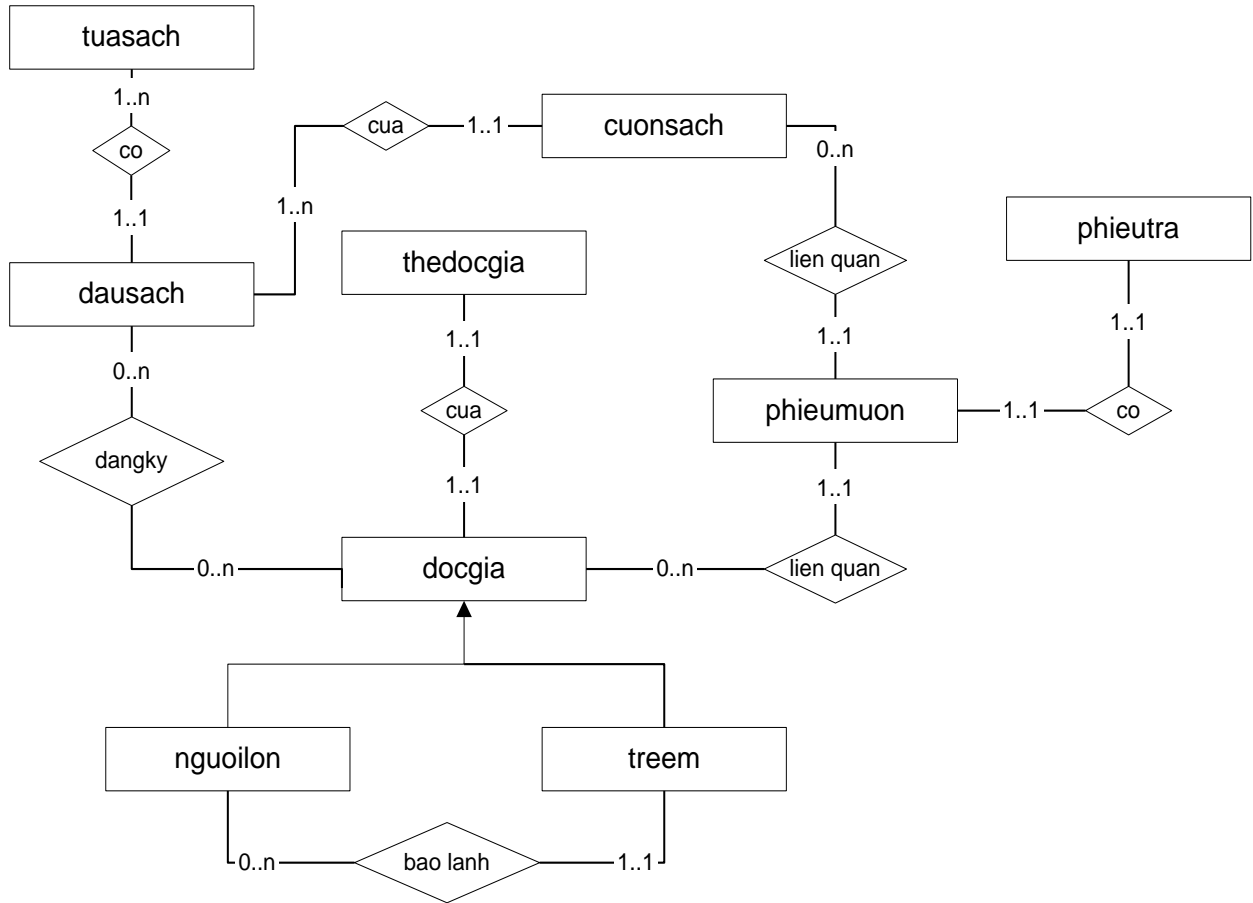 tuasach
1..n
co
1..1
dausach
cua
1..1
cuonsach
1..n
0..n
lien quan
1..1
phieutra
1..1
thedocgia
1..1
cua
1..1
phieumuon
1..1
co
0..n
dangky
0..n
docgia
0..n
1..1
lien quan
nguoilon
treem
0..n
bao lanh
1..1